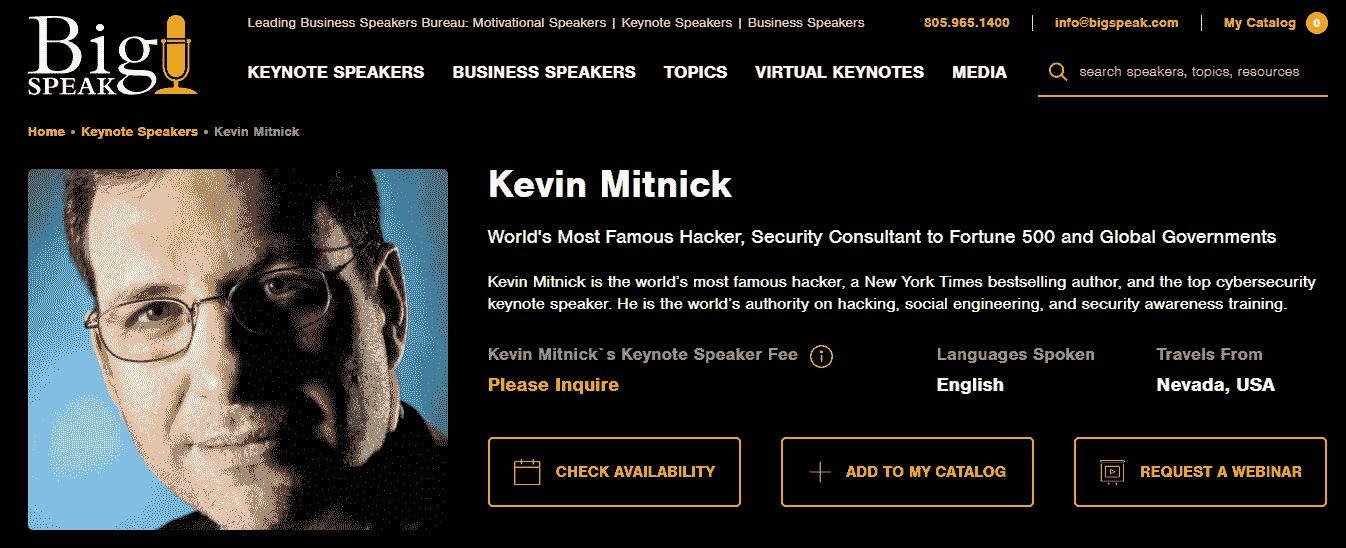 Big
SPEAK
Leading Business Speakers Bureau: Motivational Speakers | Keynote Speakers | Business Speakers
805.965.1400
info@bigspeak.com
My Catalog 0
KEYNOTE SPEAKERS BUSINESS SPEAKERS TOPICS VIRTUAL KEYNOTES MEDIA
search speakers, topics, resources
Home • Keynote Speakers • Kevin Mitnick
Kevin Mitnick
World's Most Famous Hacker, Security Consultant to Fortune 500 and Global Governments
Kevin Mitnick is the world's most famous hacker, a New York Times bestselling author, and the top cybersecurity
keynote speaker. He is the world's authority on hacking, social engineering, and security awareness training.
Kevin Mitnick`s Keynote Speaker Fee
Please Inquire
Languages Spoken
English
Travels From
Nevada, USA
CHECK AVAILABILITY
ADD TO MY CATALOG
REQUEST A WEBINAR